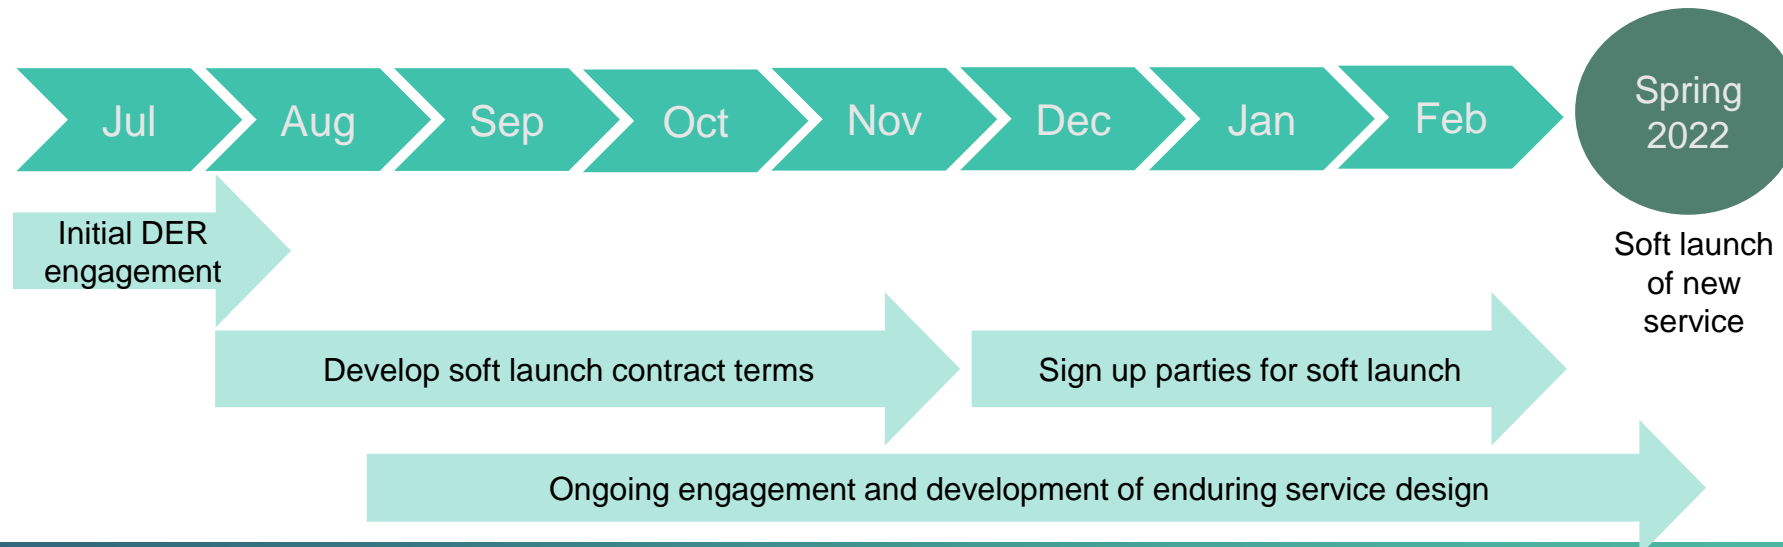 Jul
Aug
Sep
Oct
Nov
Dec
Jan
Feb
Spring
2022
Initial DER
engagement
Soft launch
of new
service
Develop soft launch contract terms
Sign up parties for soft launch
Ongoing engagement and development of enduring service design